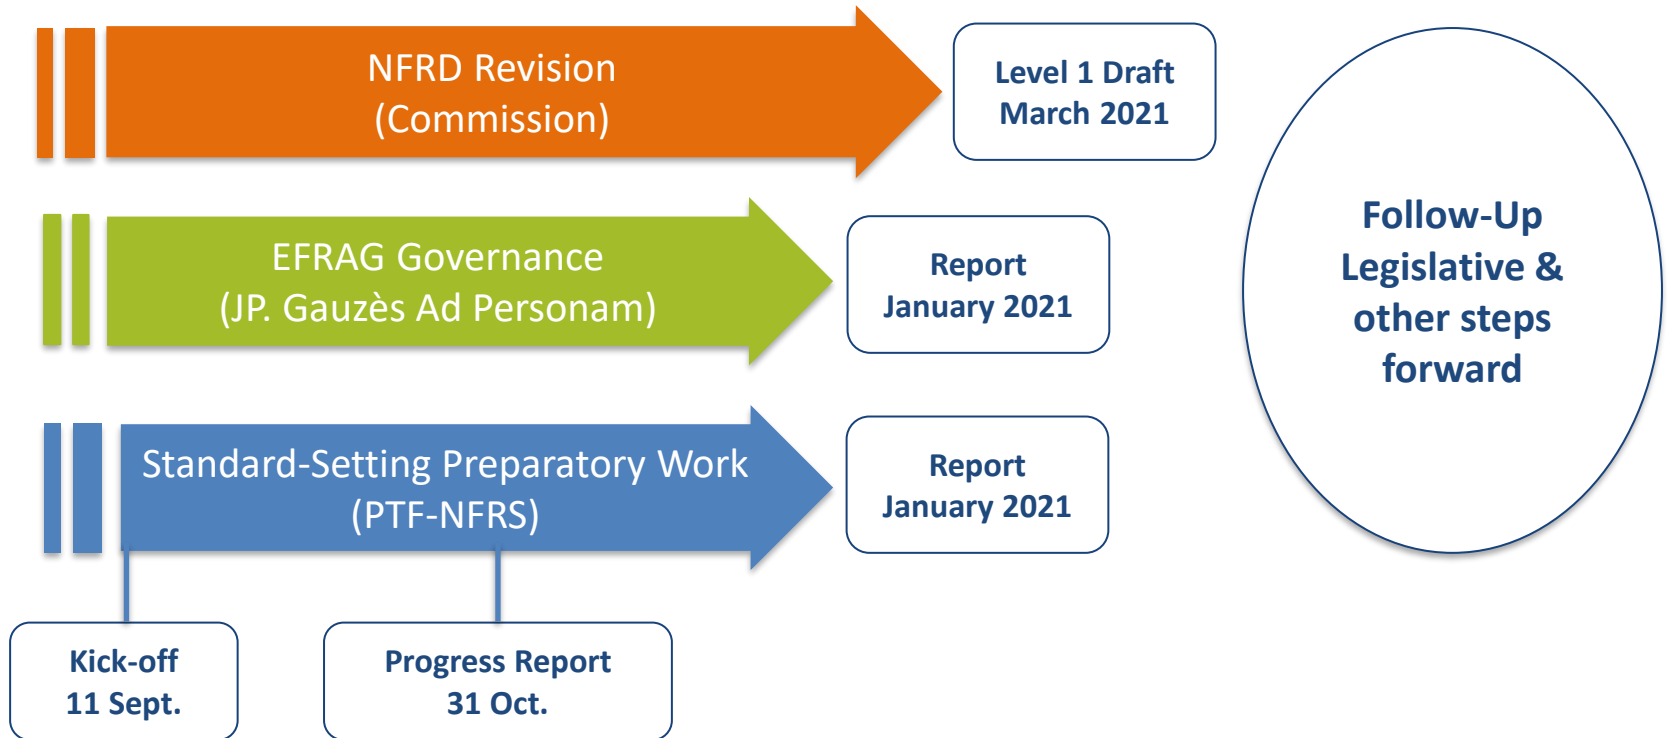 NFRD Revision
(Commission)
Level 1 Draft
March 2021
EFRAG Governance
(JP. Gauzès Ad Personam)
Report
January 2021
Standard-Setting Preparatory Work
(PTF-NFRS)
Report
January 2021
Kick-off
11 Sept.
Progress Report
31 Oct.
Follow-Up
Legislative &
other steps
forward